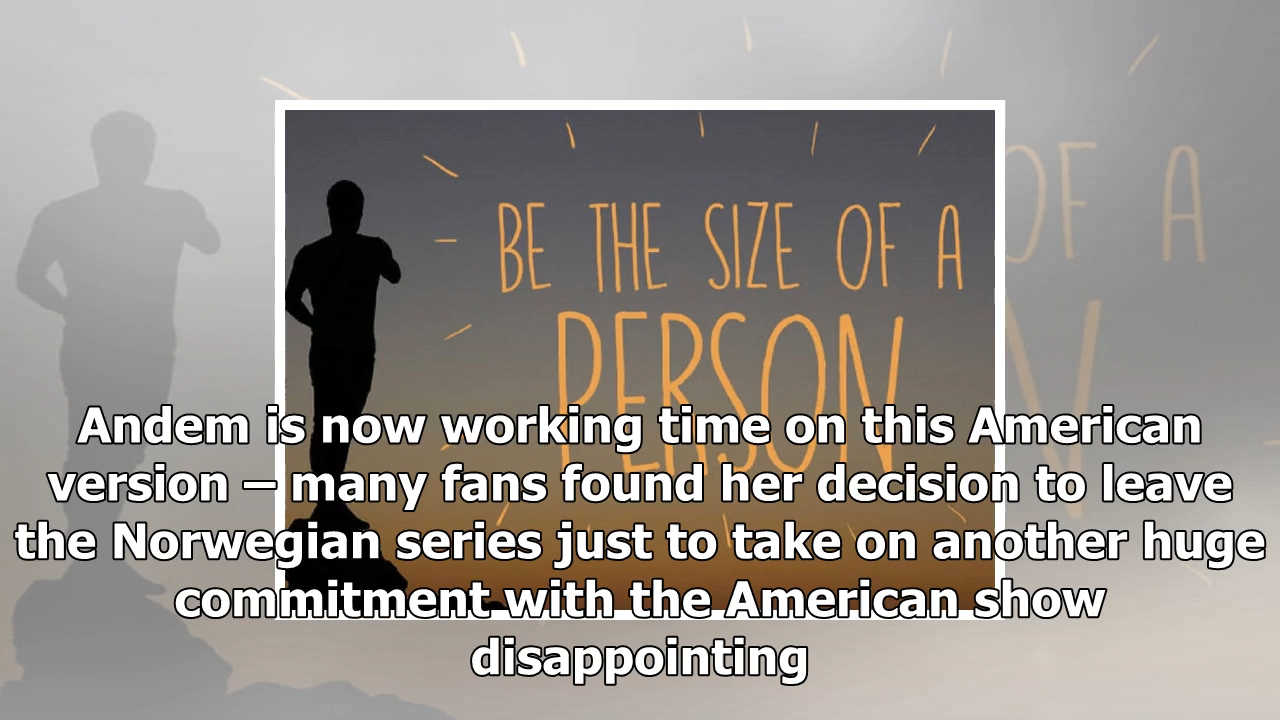 BE THE SIZE OF A
PERSON
OF A
N
Andem is now working time on this American
version – many fans found her decision to leave
the Norwegian series just to take on another huge
commitment with the American show
disappointing